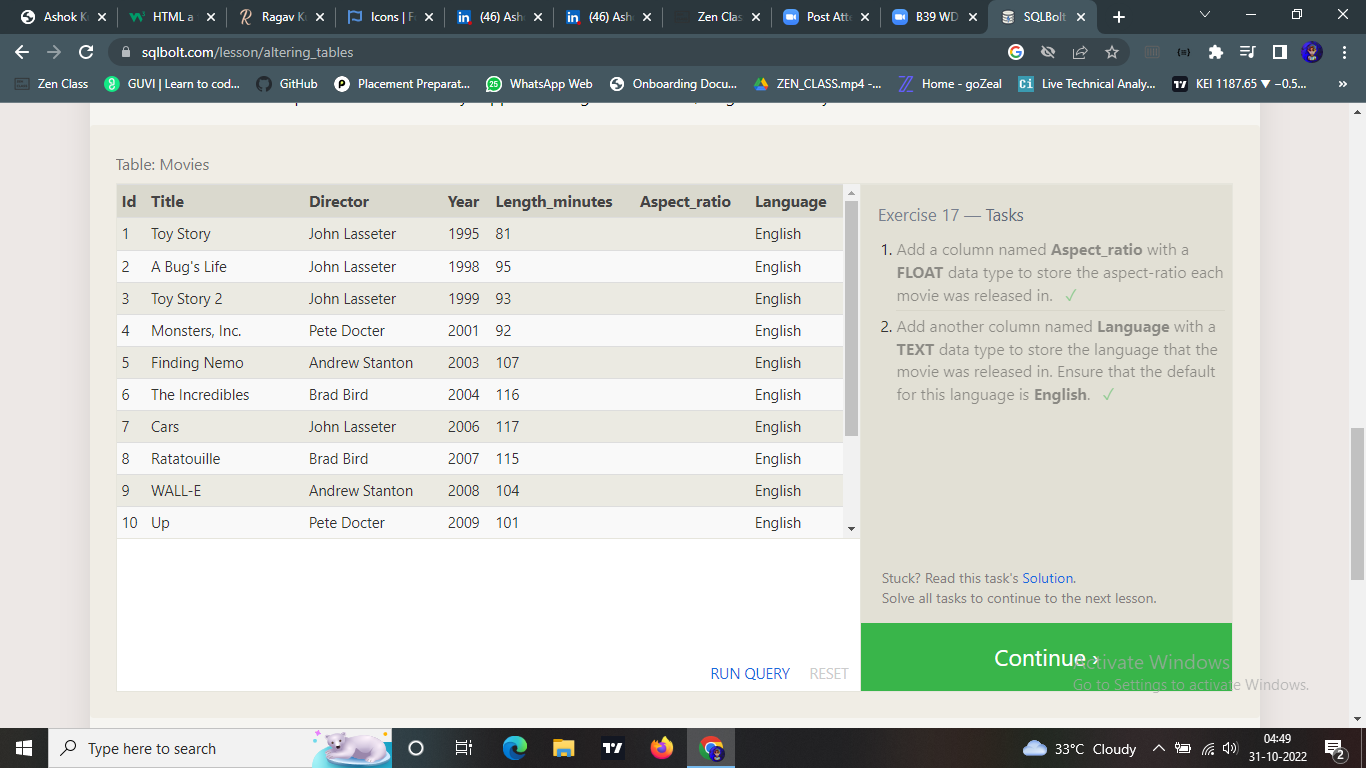 Ashok K
HTML a
Ragav K
Icons | F
(46) Ash
(46) Ash
Zen Clas
Post Att
B39 WD
SQLBolt
sqlbolt.com/lesson/altering_tables
Zen Class
GUVI | Learn to cod...
GitHub
Placement Preparat...
WhatsApp Web
Onboarding Docu...
ZEN_CLASS.mp4 -...
Home - goZeal
Live Technical Analy...
KEI 1187.65 ▼ −0.5...
»
Table: Movies
Id Title Director Year Length_minutes Aspect_ratio Language
1 Toy Story John Lasseter 1995 81 English
2 A Bug's Life John Lasseter 1998 95 English
3 Toy Story 2 John Lasseter 1999 93 English
4 Monsters, Inc. Pete Docter 2001 92 English
5 Finding Nemo Andrew Stanton 2003 107 English
6 The Incredibles Brad Bird 2004 116 English
7 Cars John Lasseter 2006 117 English
8 Ratatouille Brad Bird 2007 115 English
9 WALL-E Andrew Stanton 2008 104 English
10 Up Pete Docter 2009 101 English
RUN QUERY RESET
Exercise 17 — Tasks
1. Add a column named Aspect_ratio with a
FLOAT data type to store the aspect-ratio each
movie was released in. ✓
2. Add another column named Language with a
TEXT data type to store the language that the
movie was released in. Ensure that the default
for this language is English. ✓
Stuck? Read this task's Solution.
Solve all tasks to continue to the next lesson.
Continue ›
Activate Windows
Go to Settings to activate Windows.
Type here to search
33°C Cloudy
04:49
31-10-2022
2